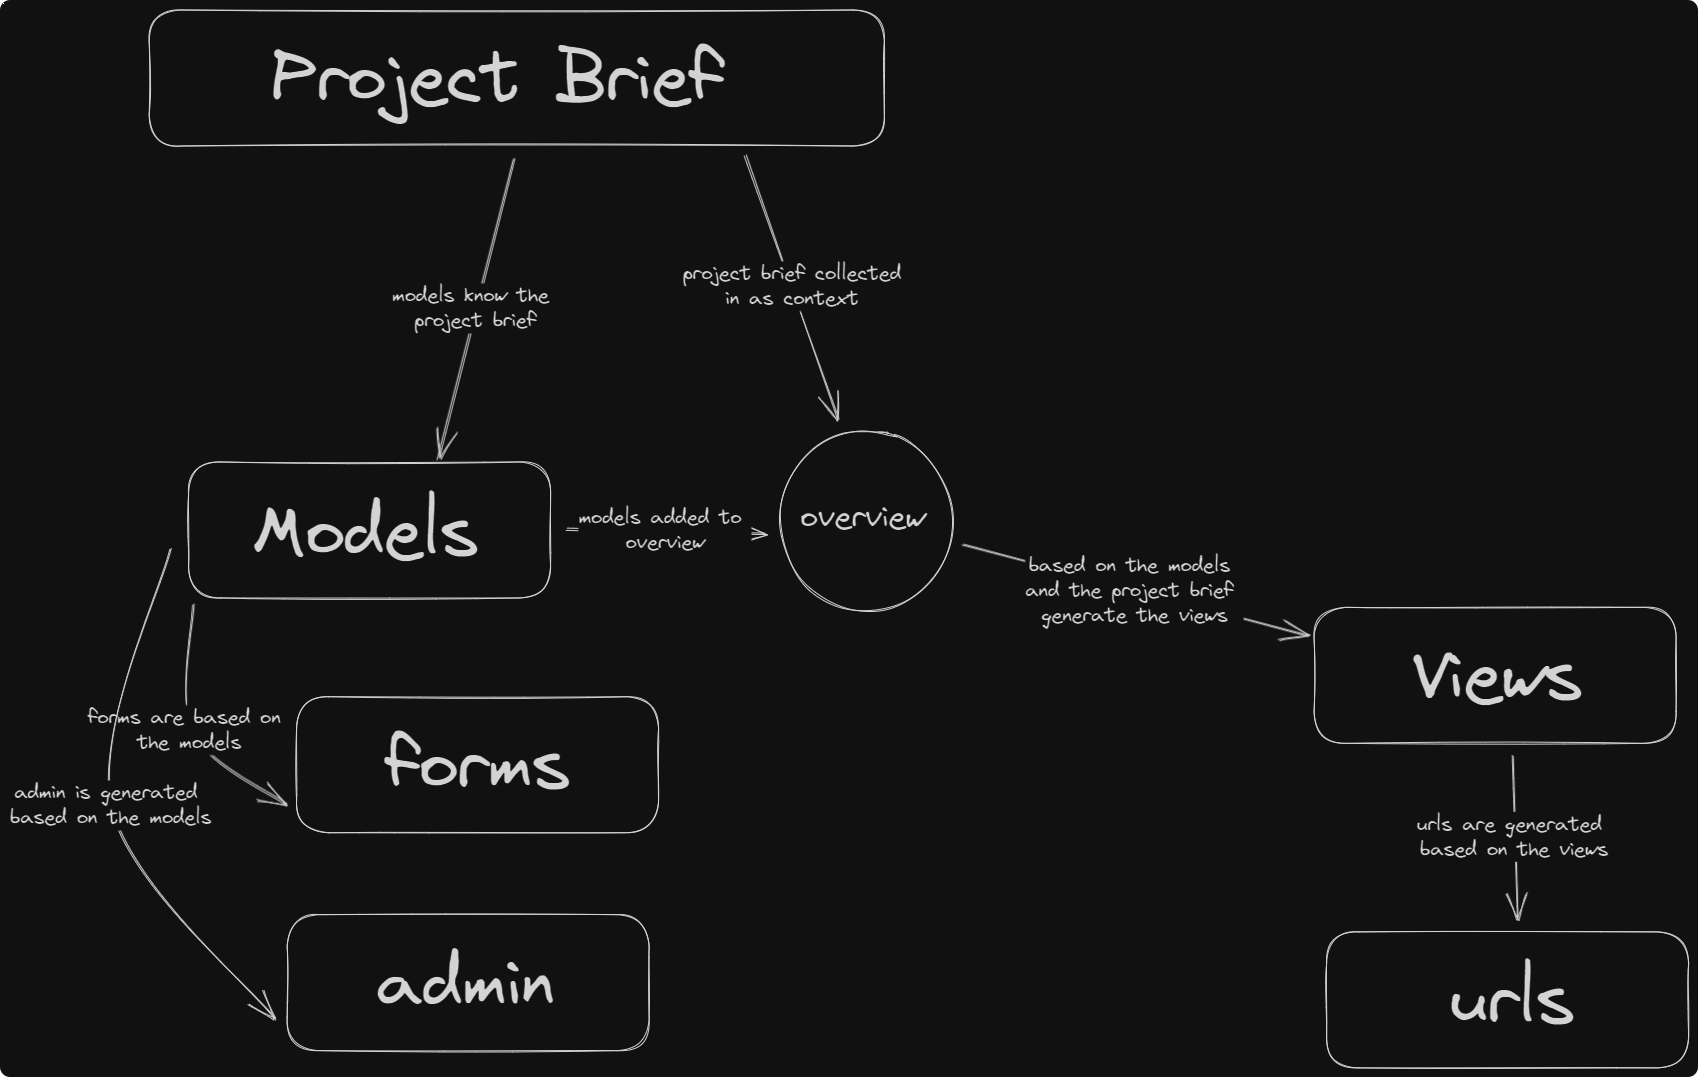 Project Brief
models know the
project brief
project brief collected
in as context
Models
models added to
overview
overview
based on the models
and the project brief
generate the views
Views
forms are based on
the models
forms
admin is generated
based on the models
urls are generated
based on the views
admin
urls